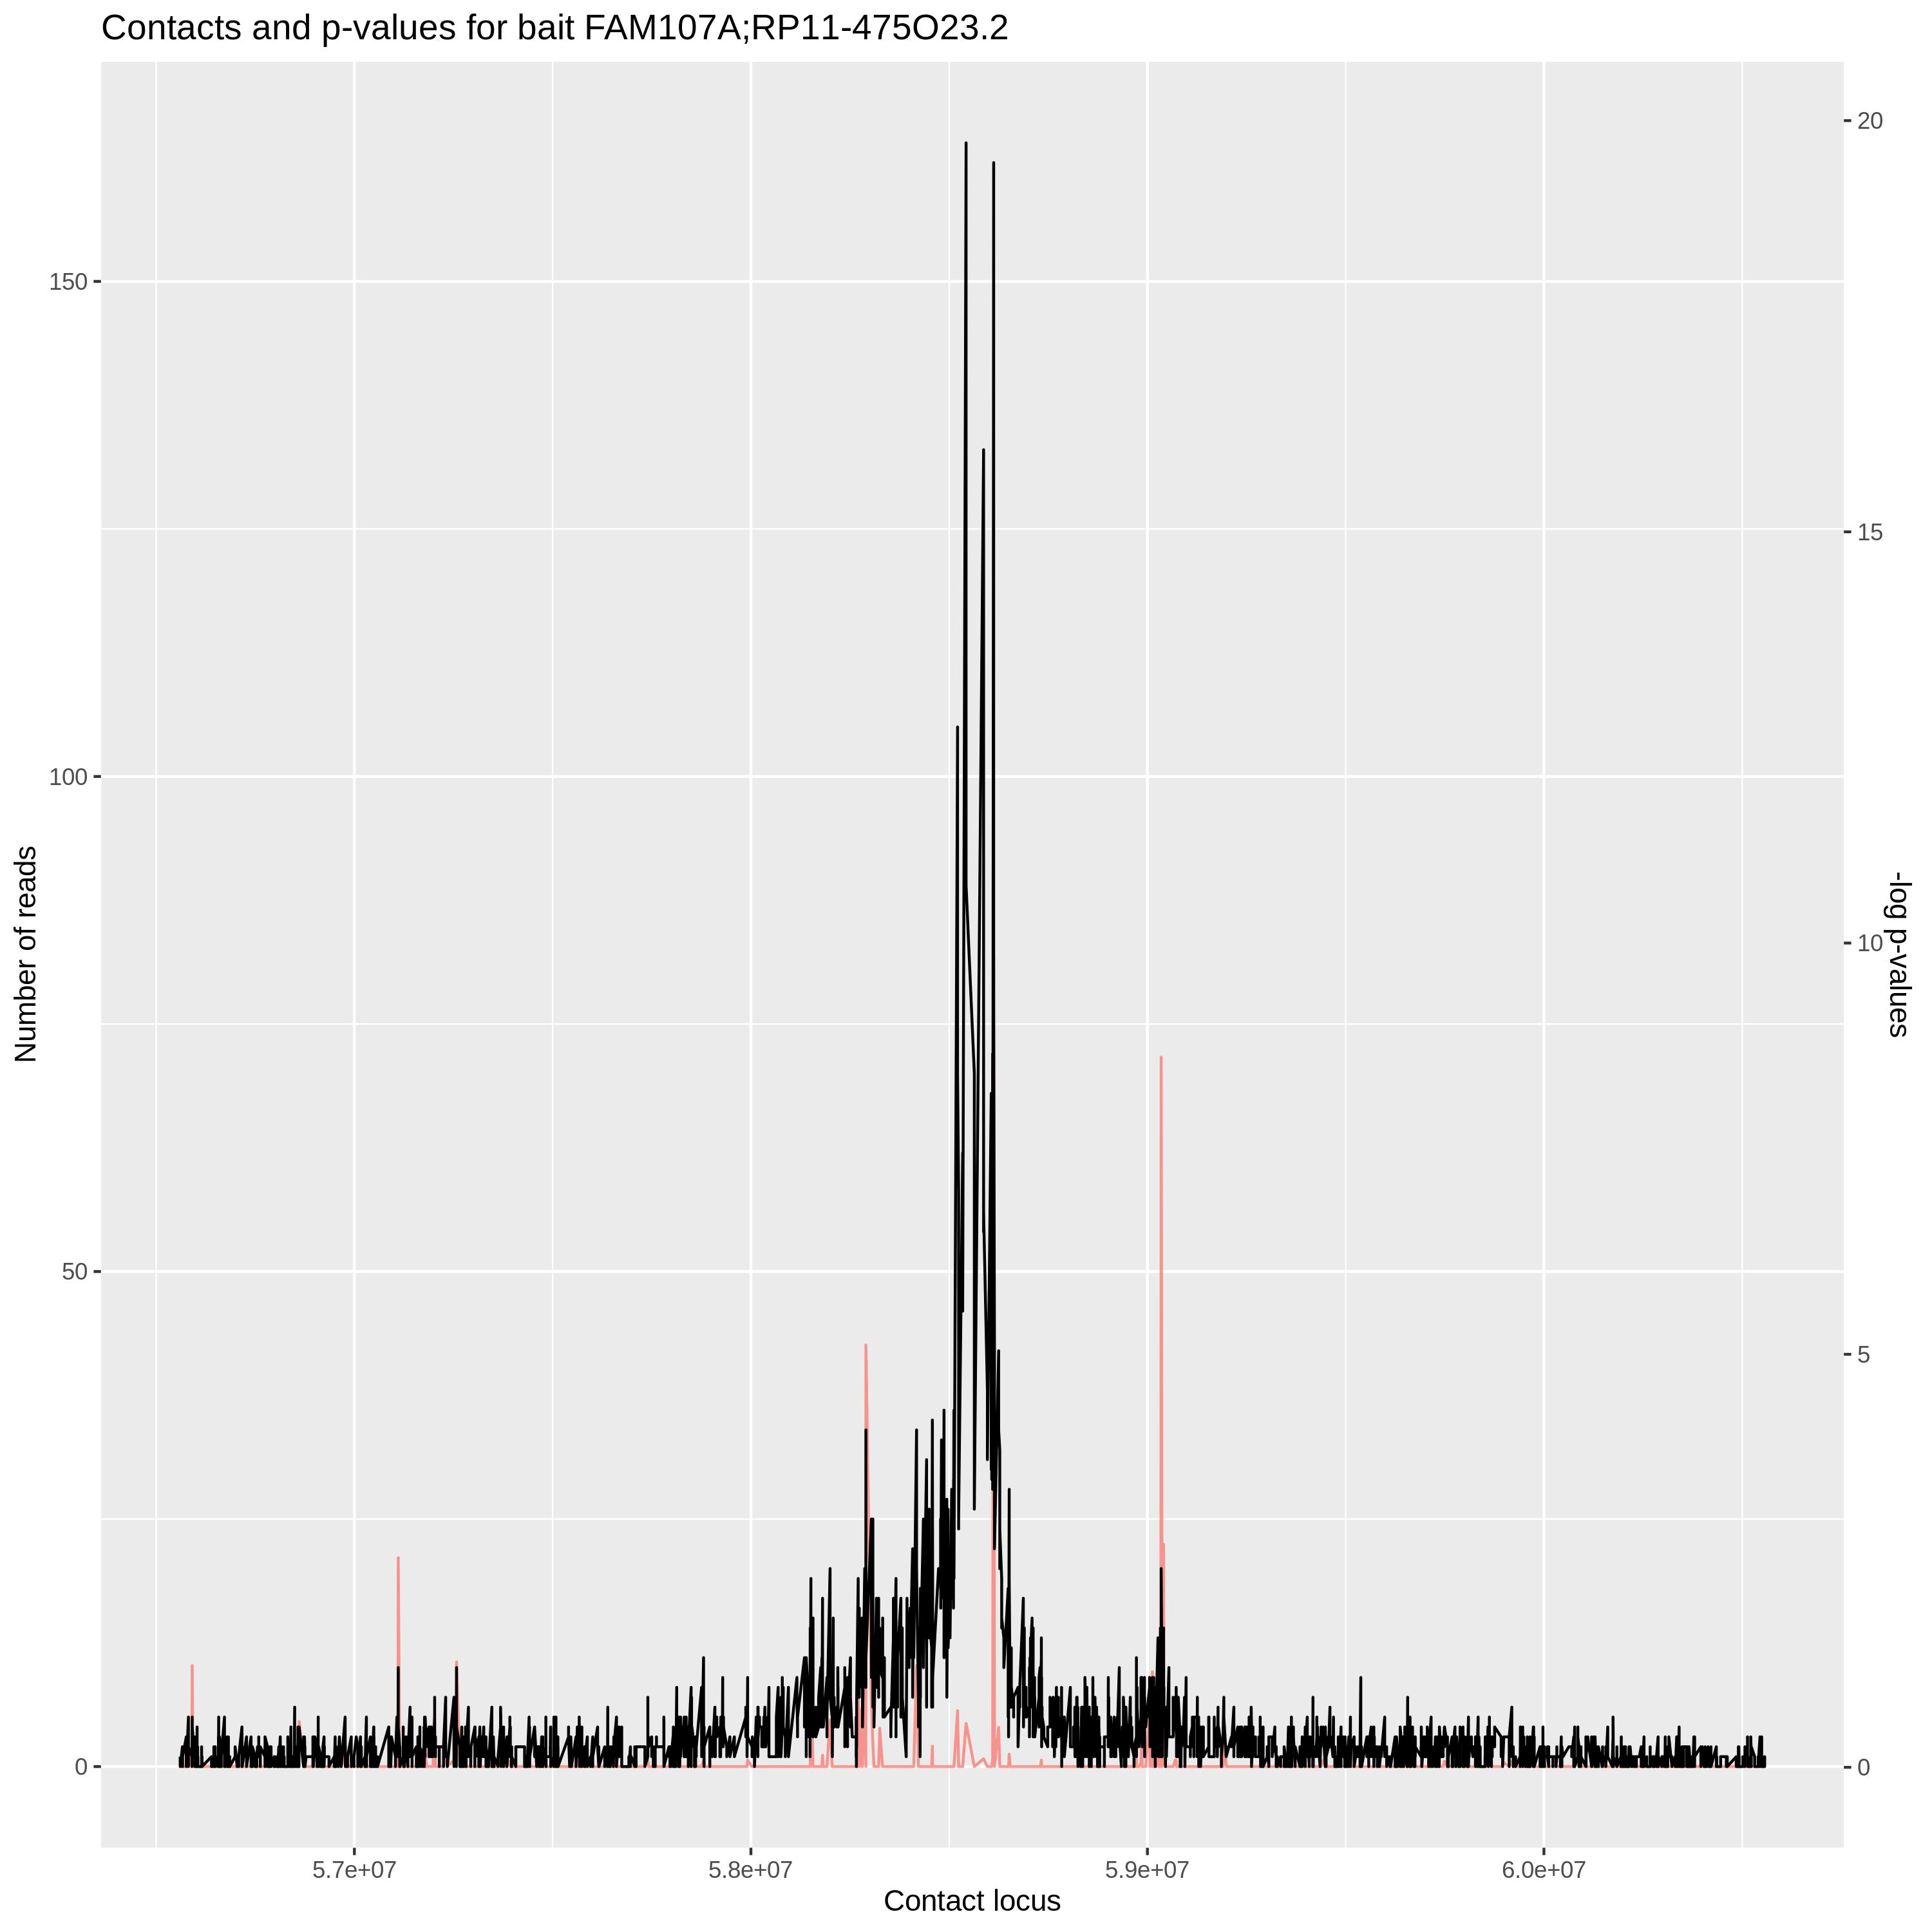 Contacts and p-values for bait FAM107A;RP11-475O23.2
150
100
50
0
Number of reads
20
15
10
5
0
-log p-values
5.7e+07
5.8e+07
5.9e+07
6.0e+07
Contact locus